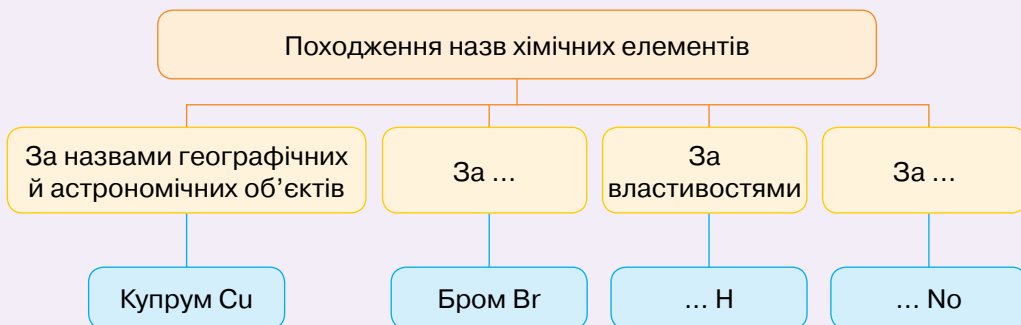 Походження назв хімічних елементів
За назвами географічних
й астрономічних об’єктів
За ...
За
властивостями
За ...
Купрум Cu
Бром Br
... H
... No